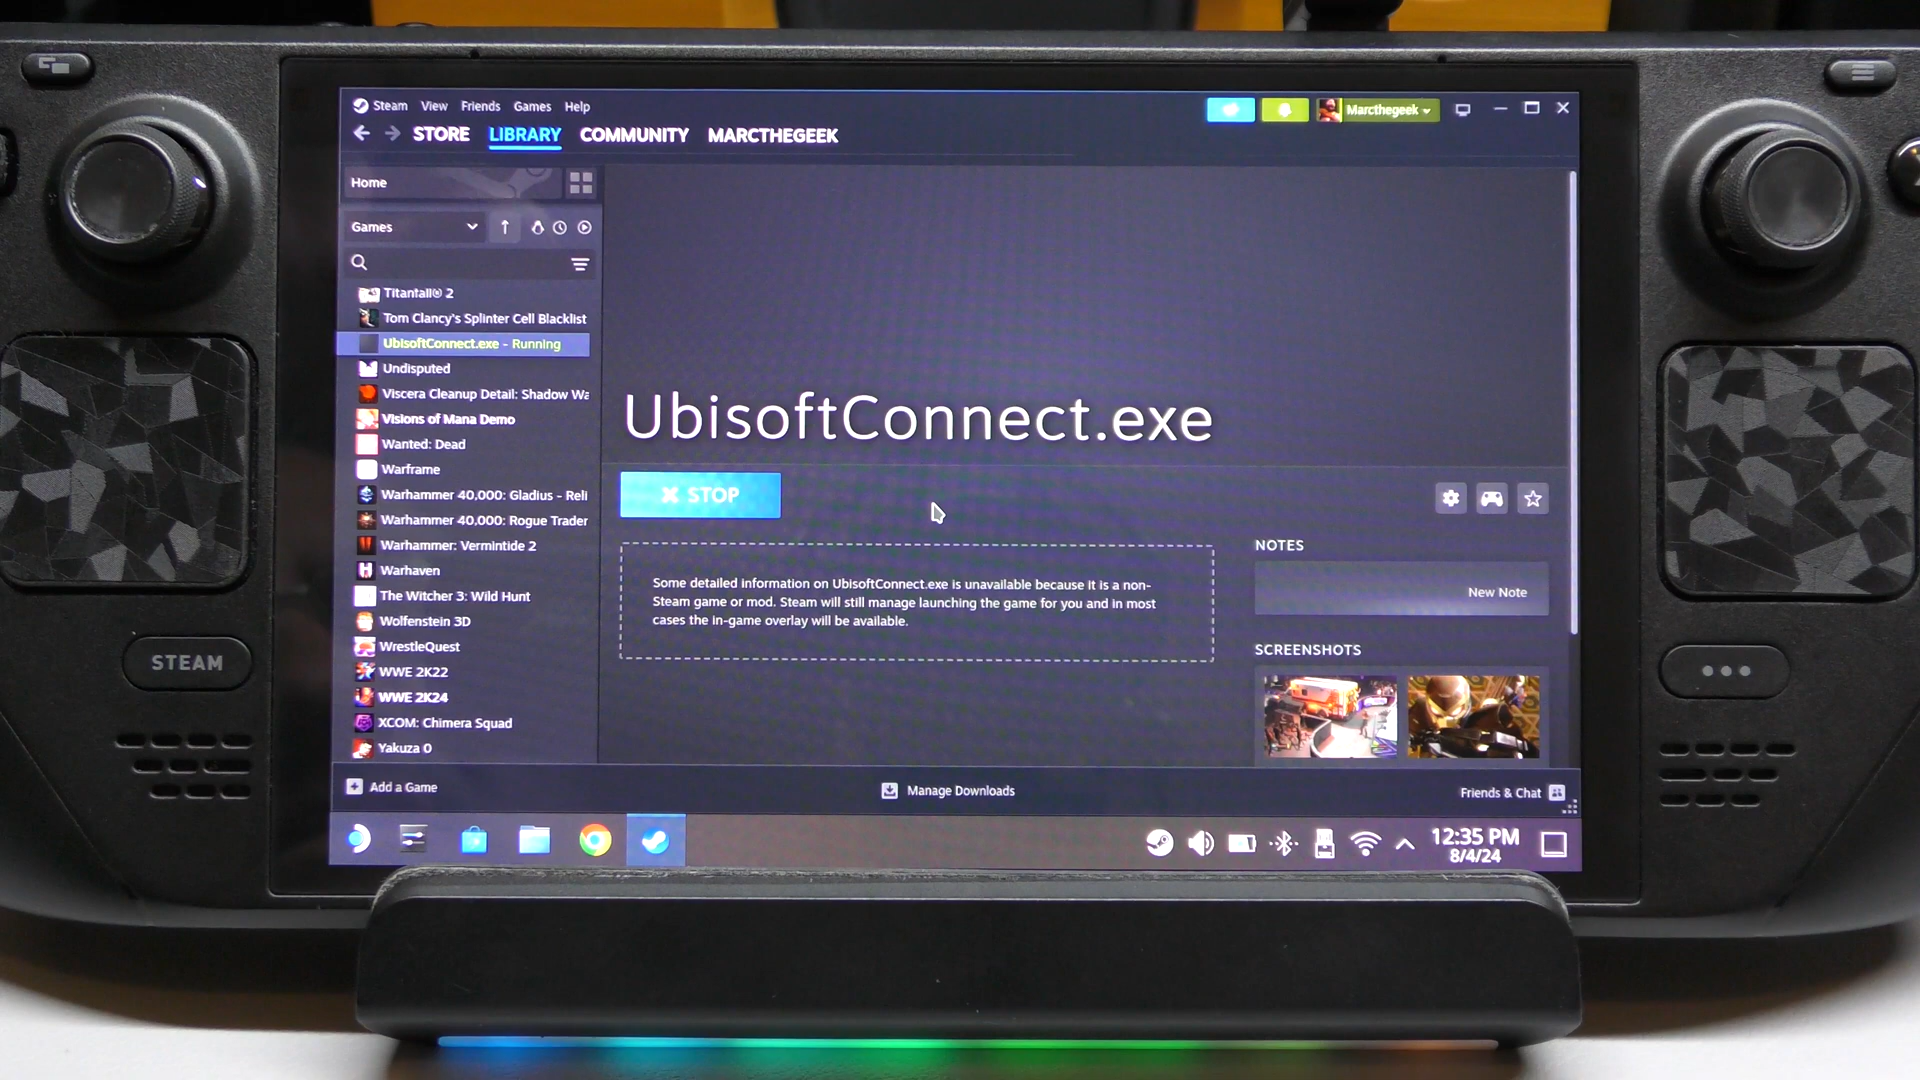 Steam View Friends Games Help
Marcthegeek
STORE LIBRARY COMMUNITY MARCTHEGEEK
Home
Games
Titanfall® 2
Tom Clancy's Splinter Cell Blacklist
UbisoftConnect.exe - Running
Undisputed
Viscera Cleanup Detail: Shadow Wa
Visions of Mana Demo
Wanted: Dead
Warframe
Warhammer 40,000: Gladius - Reli
Warhammer 40,000: Rogue Trader
Warhammer: Vermintide 2
Warhaven
The Witcher 3: Wild Hunt
Wolfenstein 3D
WrestleQuest
WWE 2K22
WWE 2K24
XCOM: Chimera Squad
Yakuza 0
UbisoftConnect.exe
STOP
Some detailed information on UbisoftConnect.exe is unavailable because it is a non-
Steam game or mod. Steam will still manage launching the game for you and in most
cases the in-game overlay will be available.
NOTES
New Note
SCREENSHOTS
Add a Game
Manage Downloads
Friends & Chat
12:35 PM
8/4/24
STEAM